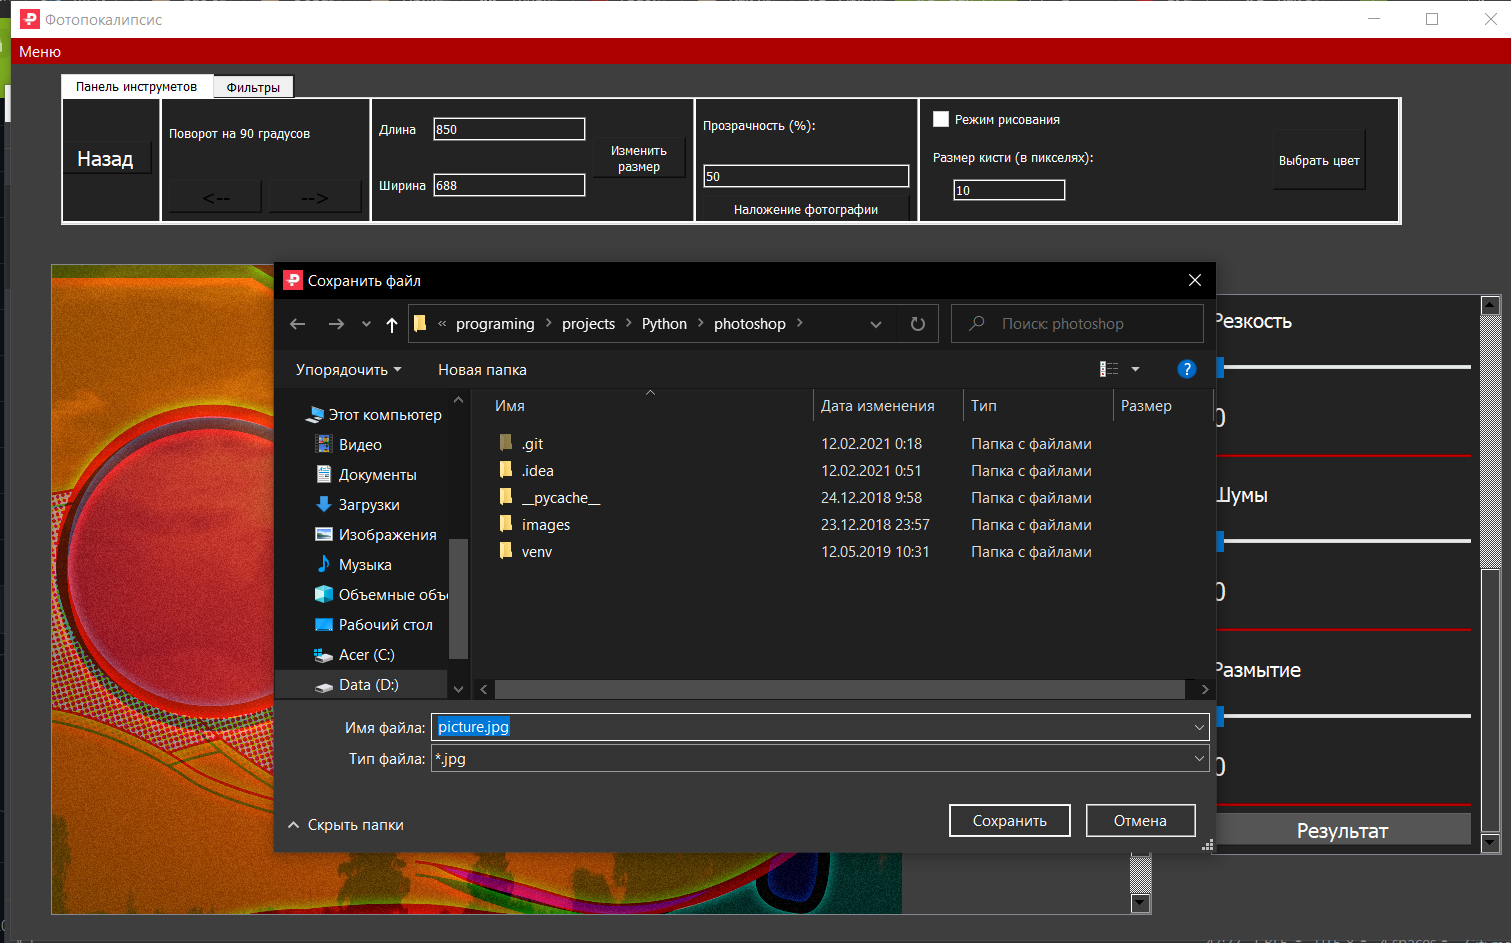 Фотопокалипсис
Меню
Панель инструметов
Фильтры
Назад
Поворот на 90 градусов
<--
-->
Длина
850
Ширина
688
Изменить
размер
Прозрачность (%):
50
Наложение фотографии
Режим рисования
Размер кисти (в пикселях):
10
Выбрать цвет
Сохранить файл
« programing > projects > Python > photoshop >
Поиск: photoshop
Упорядочить
Новая папка
?
Этот компьютер
Видео
Документы
Загрузки
Изображения
Музыка
Объемные объ
Рабочий стол
Acer (C:)
Data (D:)
Имя Дата изменения Тип Размер
.git 12.02.2021 0:18 Папка с файлами
.idea 12.02.2021 0:51 Папка с файлами
__pycache__ 24.12.2018 9:58 Папка с файлами
images 23.12.2018 23:57 Папка с файлами
venv 12.05.2019 10:31 Папка с файлами
Имя файла: picture.jpg
Тип файла: *.jpg
Скрыть папки
Сохранить
Отмена
Резкость
0
Шумы
0
Размытие
0
Результат